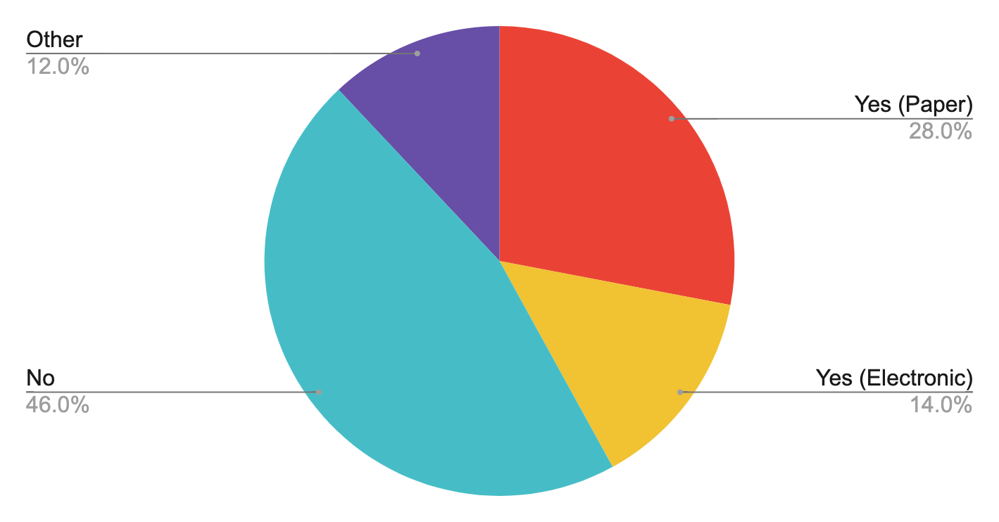 Other
12.0%
Yes (Paper)
28.0%
No
46.0%
Yes (Electronic)
14.0%